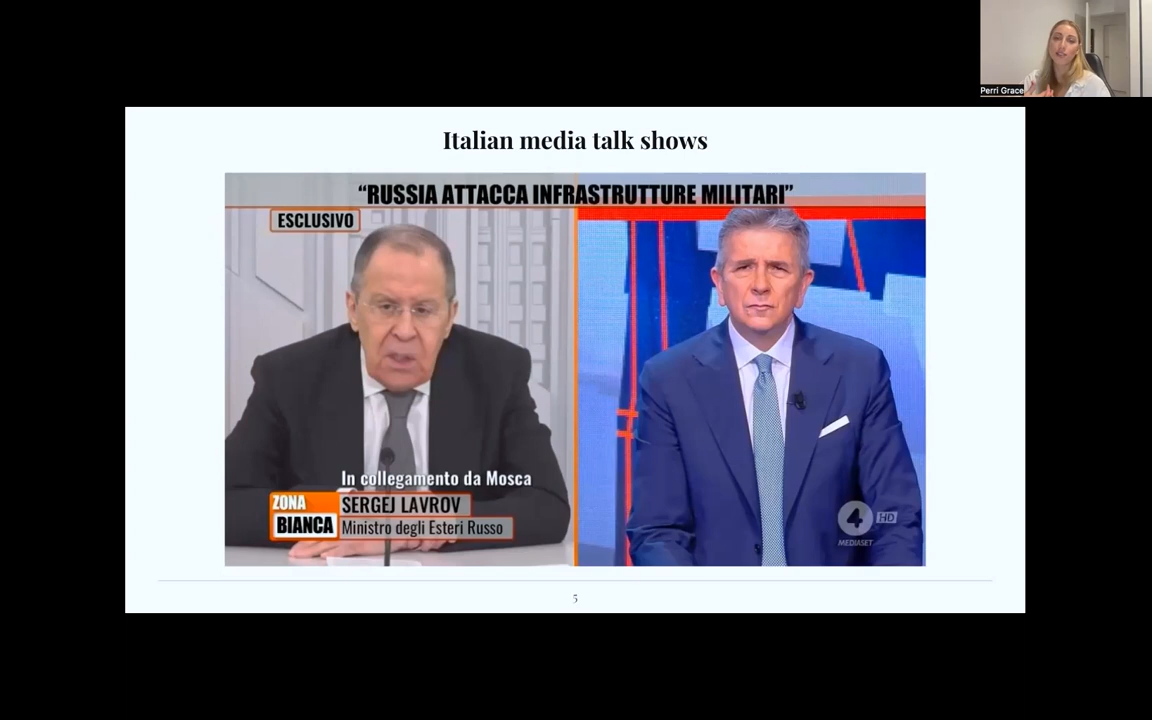 Perri Grace
Italian media talk shows
“RUSSIA ATTACCA INFRASTRUTTURE MILITARI”
ESCLUSIVO
In collegamento da Mosca
ZONA
BIANCA
SERGEJ LAVROV
Ministro degli Esteri Russo
4 HD
MEDIASET
5